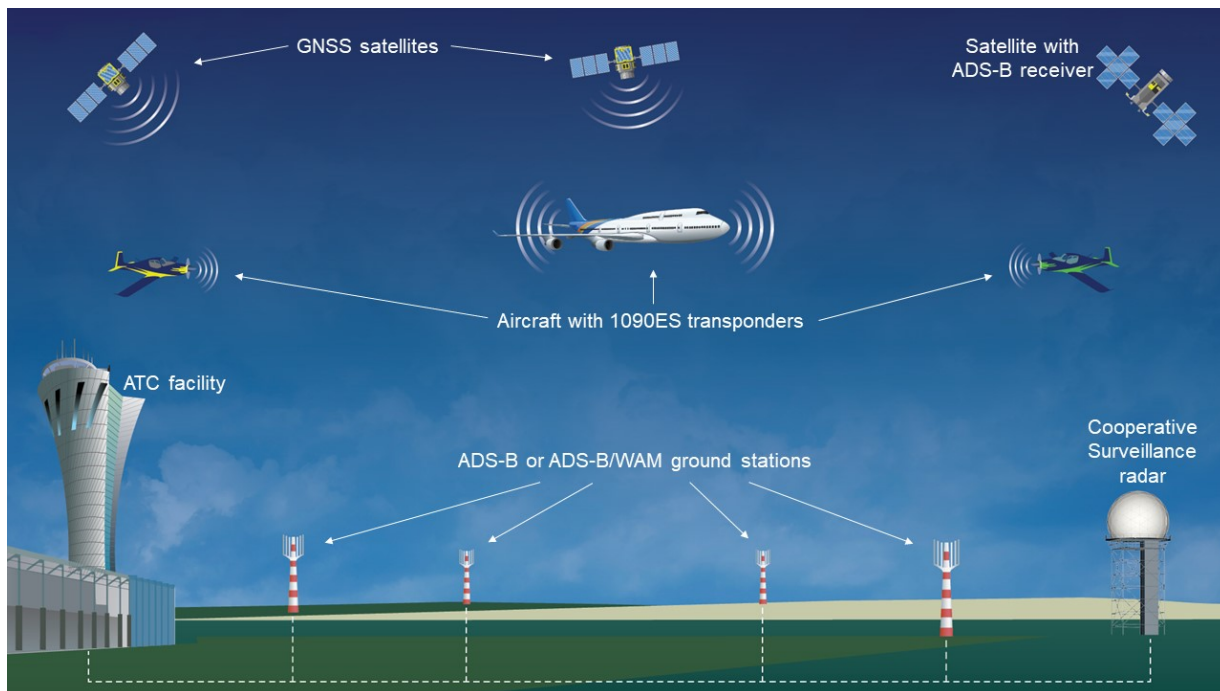 GNSS satellites
Satellite with
ADS-B receiver
Aircraft with 1090ES transponders
ATC facility
Cooperative
Surveillance
radar
ADS-B or ADS-B/WAM ground stations